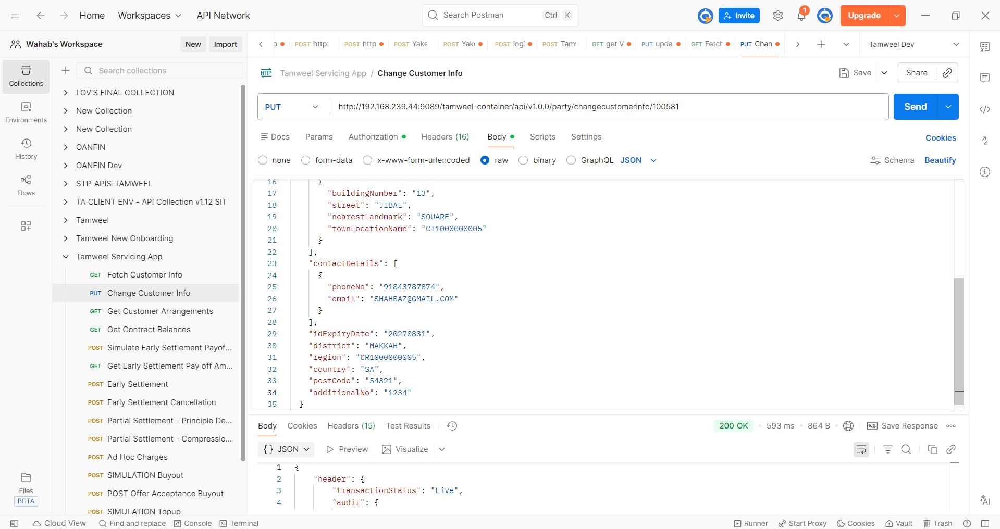 Home
Workspaces
API Network
Search Postman
Ctrl
K
Invite
1
Upgrade
Wahab's Workspace
New
Import
POST http:
POST http
POST Yake
POST Yak
POST logi
POST Tam
GET get V
PUT upda
GET Fetch
PUT Chan
Tamweel Dev
Collections
Environments
History
Flows
Files
BETA
Search collections
LOV'S FINAL COLLECTION
New Collection
New Collection
OANFIN
OANFIN Dev
STP-APIS-TAMWEEL
TA CLIENT ENV - API Collection v1.12 SIT
Tamweel
Tamweel New Onboarding
Tamweel Servicing App
GET Fetch Customer Info
PUT Change Customer Info
GET Get Customer Arrangements
GET Get Contract Balances
POST Simulate Early Settlement Payof...
GET Get Early Settlement Pay off Am...
POST Early Settlement
POST Early Settlement Cancellation
POST Partial Settlement - Principle De...
POST Partial Settlement - Compressio...
POST Ad Hoc Charges
POST SIMULATION Buyout
POST POST Offer Acceptance Buyout
POST SIMULATION Topup
HTTP Tamweel Servicing App / Change Customer Info
Save
Share
PUT
http://192.168.239.44:9089/tamweel-container/api/v1.0.0/party/changecustomerinfo/100581
Send
Docs
Params
Authorization
Headers (16)
Body
Scripts
Settings
Cookies
none
form-data
x-www-form-urlencoded
raw
binary
GraphQL
JSON
Schema
Beautify
16 {
17 "buildingNumber": "13",
18 "street": "JIBAL",
19 "nearestLandmark": "SQUARE",
20 "townLocationName": "CT1000000005"
21 }
22 ],
23 "contactDetails": [
24 {
25 "phoneNo": "91843787874",
26 "email": "SHAHBAZ@GMAIL.COM"
27 }
28 ],
29 "idExpiryDate": "20270831",
30 "district": "MAKKAH",
31 "region": "CR1000000005",
32 "country": "SA",
33 "postCode": "54321",
34 "additionalNo": "1234"
35 }
Body
Cookies
Headers (15)
Test Results
200 OK
593 ms
864 B
e.g. Save Response
{} JSON
Preview
Visualize
1 {
2 "header": {
3 "transactionStatus": "Live",
4 "audit": {
AI
Cloud View
Find and replace
Console
Terminal
Runner
Start Proxy
Cookies
Vault
Trash